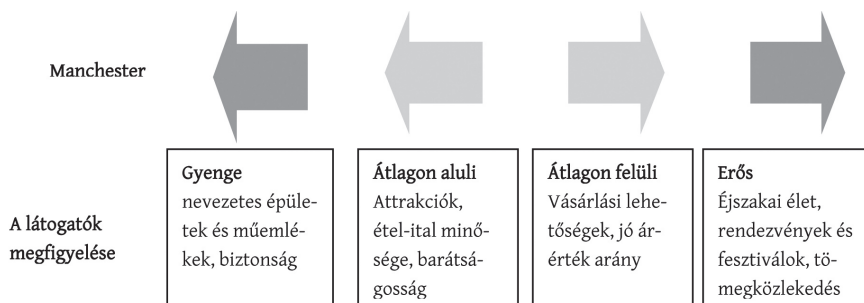 Manchester
A látogatók
megfigyelése
Gyenge
nevezetes épüle-
tek és műemlé-
kek, biztonság
Átlagon aluli
Attrakciók,
étel-ital minő-
sége, barátsá-
gosság
Átlagon felüli
Vásárlási lehe-
tőségek, jó ár-
érték arány
Erős
Éjszakai élet,
rendezvények és
fesztiválok, tö-
megközlekedés